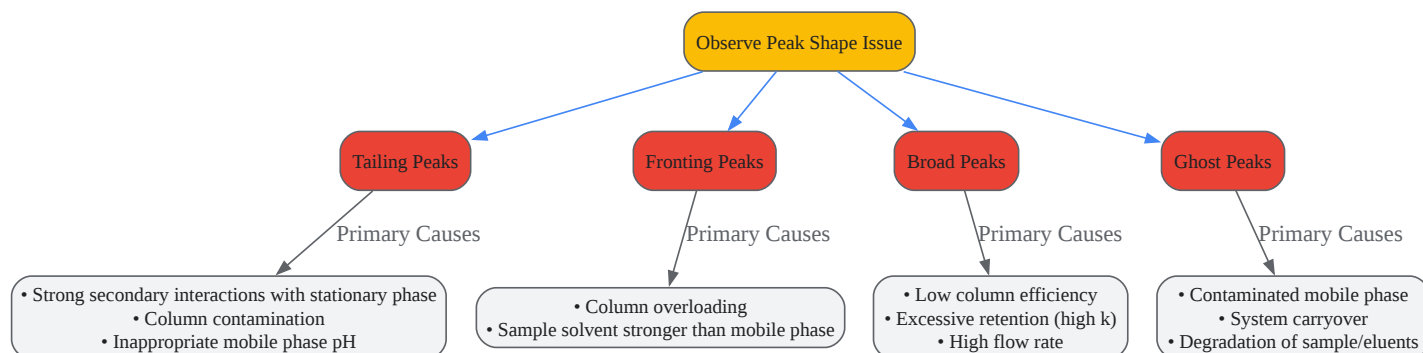 Observe Peak Shape Issue
Tailing Peaks
Fronting Peaks
Broad Peaks
Ghost Peaks
Primary Causes
Primary Causes
Primary Causes
Primary Causes
• Strong secondary interactions with stationary phase
• Column contamination
• Inappropriate mobile phase pH
• Column overloading
• Sample solvent stronger than mobile phase
• Low column efficiency
• Excessive retention (high k)
• High flow rate
• Contaminated mobile phase
• System carryover
• Degradation of sample/eluents